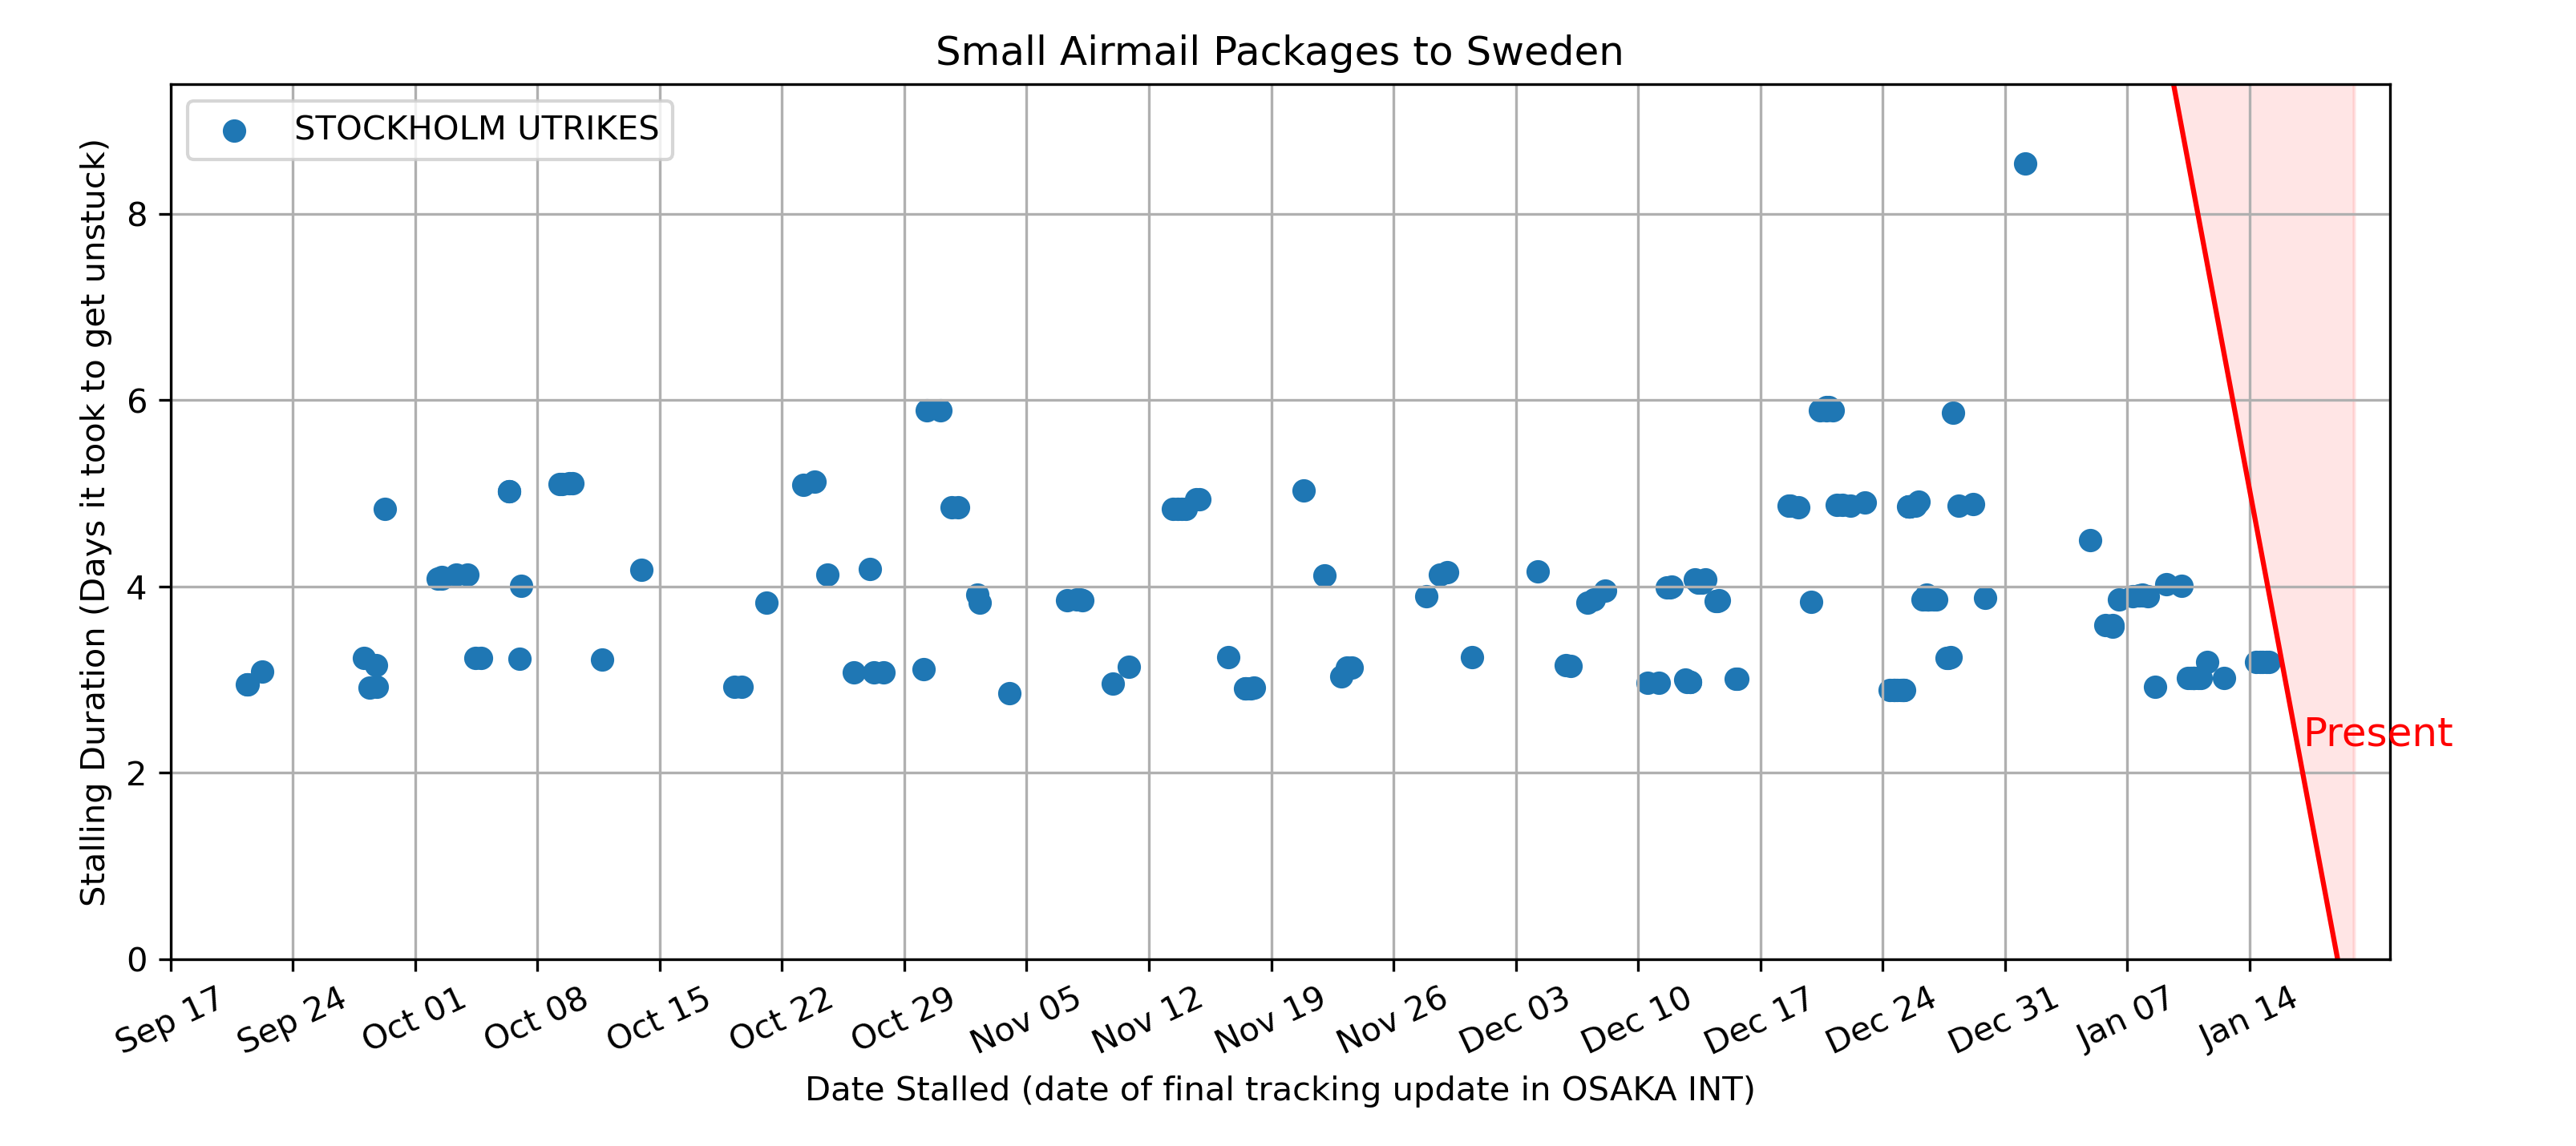 Small Airmail Packages to Sweden
STOCKHOLM UTRIKES
Stalling Duration (Days it took to get unstuck)
8
6
4
2
0
Present
Sep 17
Sep 24
Oct 01
Oct 08
Oct 15
Oct 22
Oct 29
Nov 05
Nov 12
Nov 19
Nov 26
Dec 03
Dec 10
Dec 17
Dec 24
Dec 31
Jan 07
Jan 14
Date Stalled (date of final tracking update in OSAKA INT)